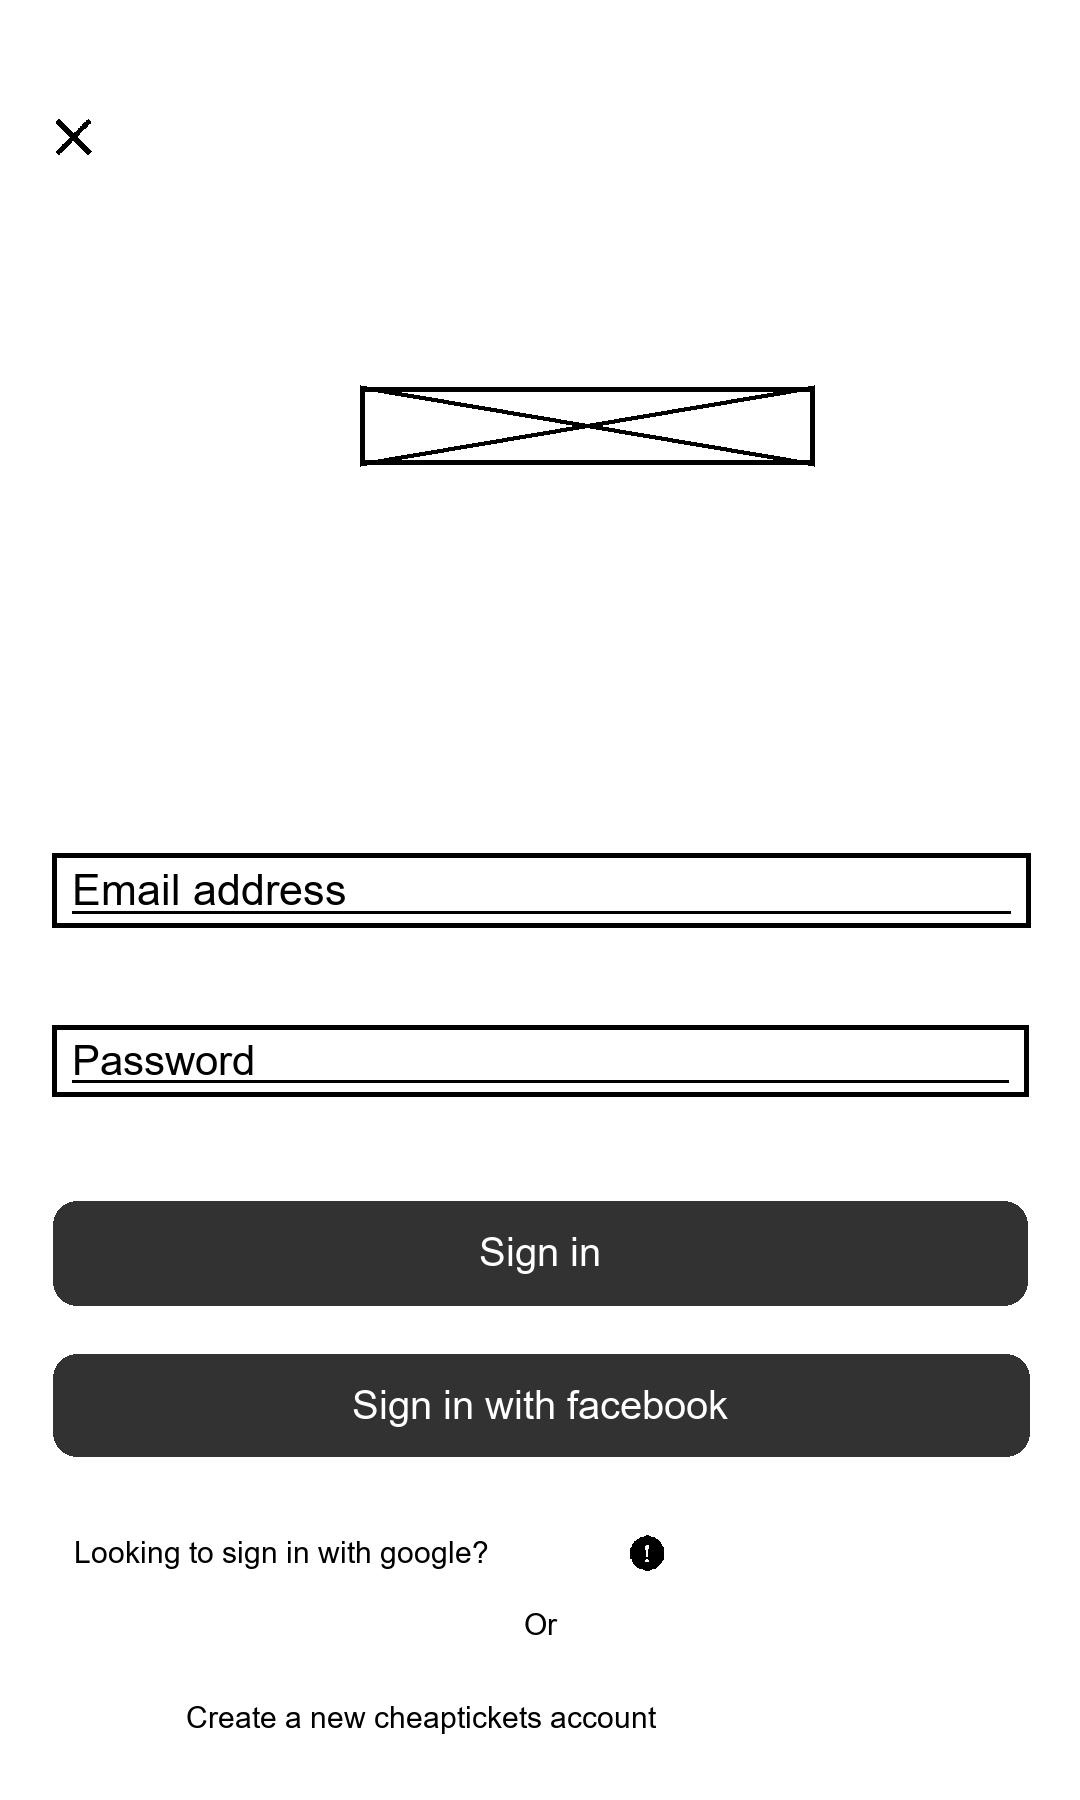 Email address
Password
Sign in
Sign in with facebook
Looking to sign in with google?
Or
Create a new cheaptickets account